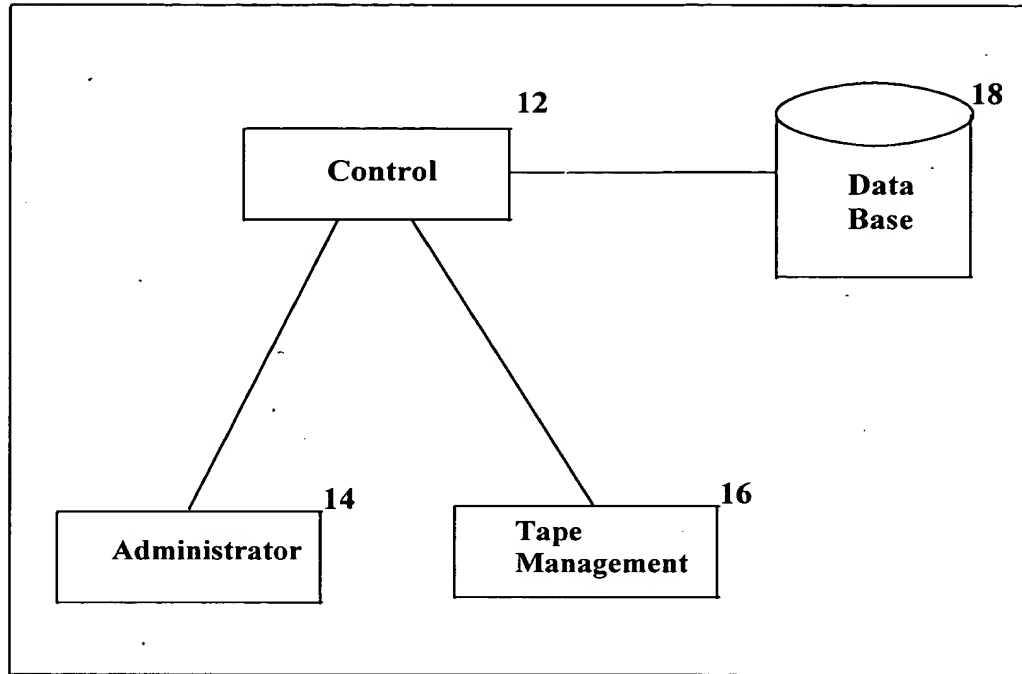 12
Control
18
Data
Base
14
Administrator
16
Tape
Management